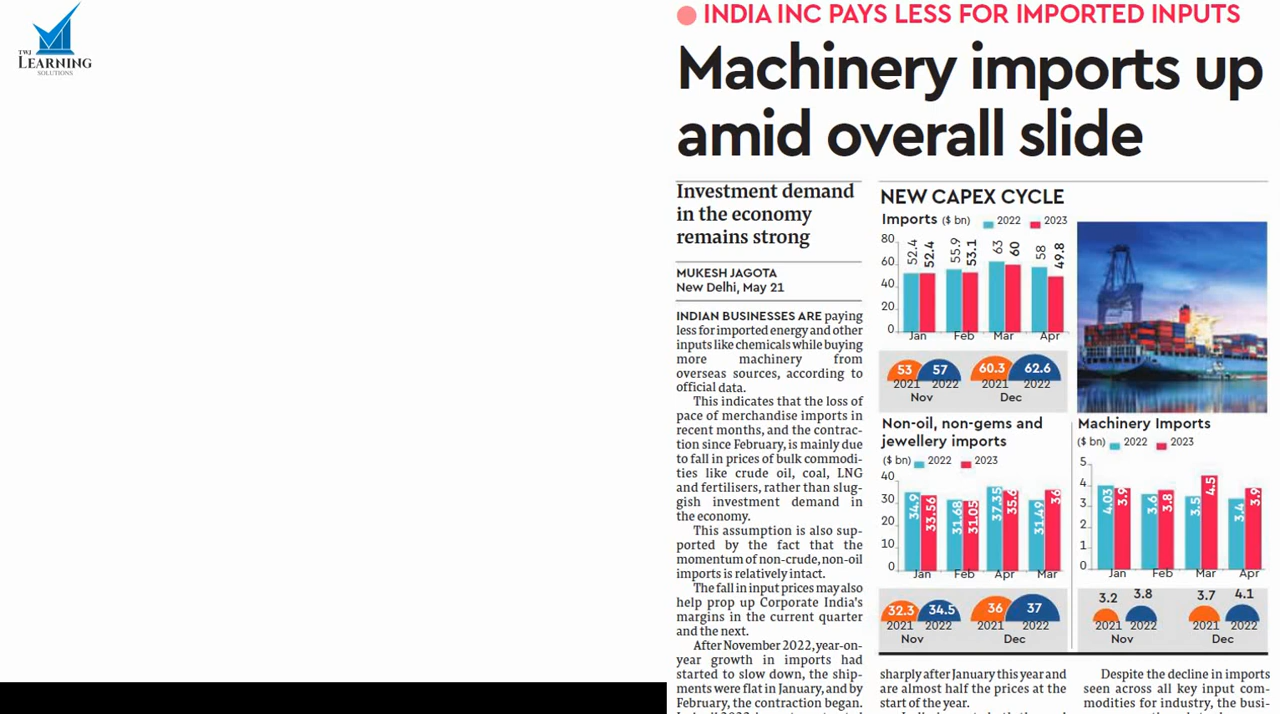 TWJ
LEARNING
SOLUTIONS
INDIA INC PAYS LESS FOR IMPORTED INPUTS
Machinery imports up
amid overall slide
Investment demand
in the economy
remains strong
MUKESH JAGOTA
New Delhi, May 21
INDIAN BUSINESSES ARE paying
less for imported energy and other
inputs like chemicals while buying
more machinery from
overseas sources, according to
official data.
This indicates that the loss of
pace of merchandise imports in
recent months, and the contrac-
tion since February, is mainly due
to fall in prices of bulk commodi-
ties like crude oil, coal, LNG
and fertilisers, rather than slug-
gish investment demand in
the economy.
This assumption is also sup-
ported by the fact that the
momentum of non-crude, non-oil
imports is relatively intact.
The fall in input prices may also
help prop up Corporate India's
margins in the current quarter
and the next.
After November 2022, year-on-
year growth in imports had
started to slow down, the ship-
ments were flat in January, and by
February, the contraction began.
NEW CAPEX CYCLE
Imports ($ bn) 2022 2023
80
60
40
20
0
52.4 52.4 55.9 53.1 63 60 58 49.8
Jan Feb Mar Apr
53 57 60.3 62.6
2021 2022 2021 2022
Nov Dec
Non-oil, non-gems and
jewellery imports
($ bn) 2022 2023
40
30
20
10
0
34.9 33.56 31.68 31.05 37.35 35.6 31.49 36
Jan Feb Apr Mar
32.3 34.5 36 37
2021 2022 2021 2022
Nov Dec
Machinery Imports
($ bn) 2022 2023
5
4
3
2
1
0
4.03 3.9 3.6 3.8 3.5 4.5 3.4 3.9
Jan Feb Mar Apr
3.2 3.8 3.7 4.1
2021 2022 2021 2022
Nov Dec
sharply after January this year and
are almost half the prices at the
start of the year.
Despite the decline in imports
seen across all key input com-
modities for industry, the busi-